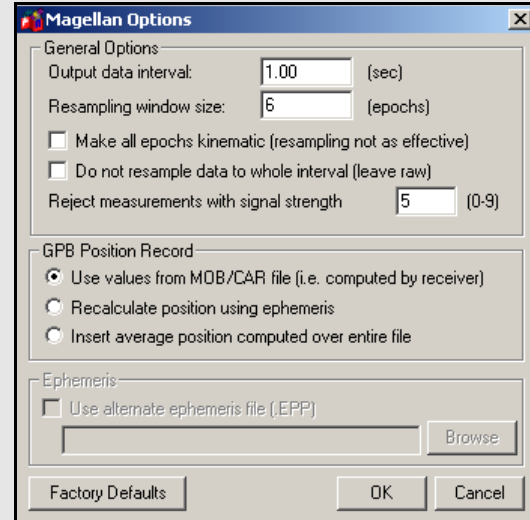 Magellan Options
General Options
Output data interval: 1.00 (sec)
Resampling window size: 6 (epochs)
Make all epochs kinematic (resampling not as effective)
Do not resample data to whole interval (leave raw)
Reject measurements with signal strength 5 (0-9)
GPB Position Record
Use values from MOB/CAR file (i.e. computed by receiver)
Recalculate position using ephemeris
Insert average position computed over entire file
Ephemeris
Use alternate ephemeris file (.EPP)
Browse
Factory Defaults OK Cancel